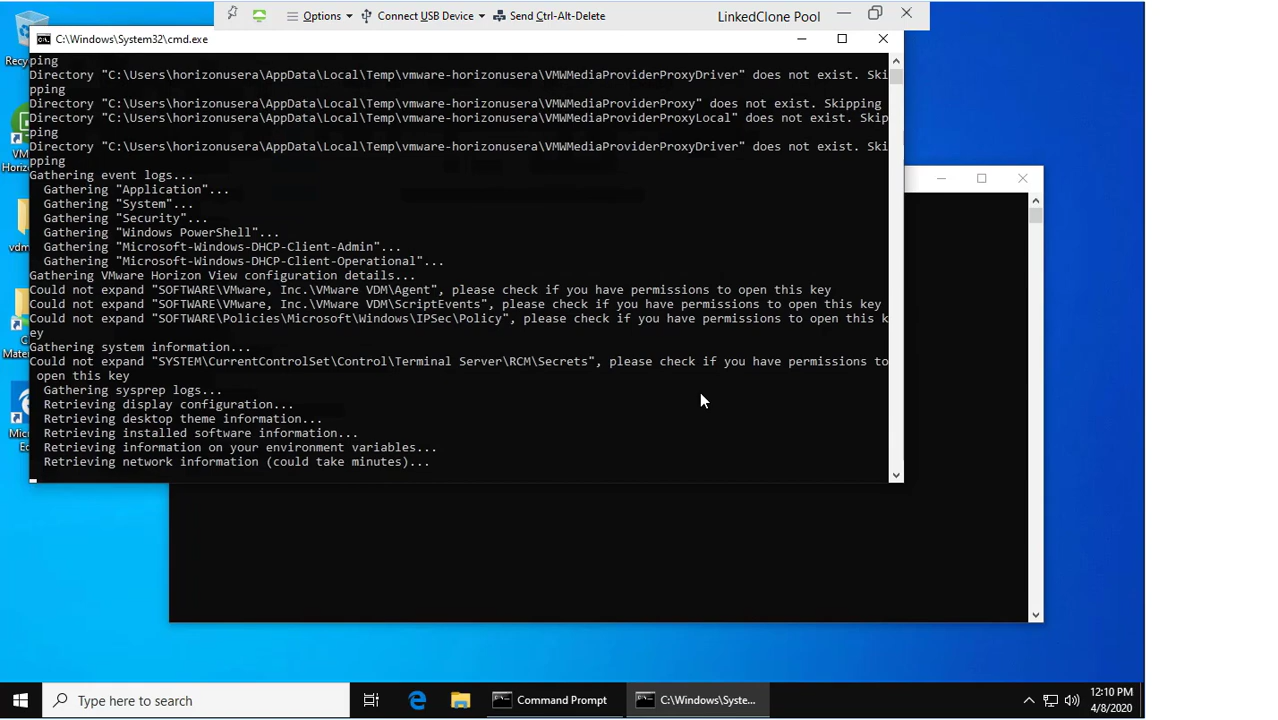 Options
Connect USB Device
Send Ctrl-Alt-Delete
LinkedClone Pool
C:\Windows\System32\cmd.exe
ping
Directory "C:\Users\horizonusera\AppData\Local\Temp\vmware-horizonusera\VMWMediaProviderProxyDriver" does not exist. Ski
pping
Directory "C:\Users\horizonusera\AppData\Local\Temp\vmware-horizonusera\VMWMediaProviderProxy" does not exist. Skipping
Directory "C:\Users\horizonusera\AppData\Local\Temp\vmware-horizonusera\VMWMediaProviderProxyLocal" does not exist. Skip
ping
Directory "C:\Users\horizonusera\AppData\Local\Temp\vmware-horizonusera\VMWMediaProviderProxyDriver" does not exist. Ski
pping
Gathering event logs...
Gathering "Application"...
Gathering "System"...
Gathering "Security"...
Gathering "Windows PowerShell"...
Gathering "Microsoft-Windows-DHCP-Client-Admin"...
Gathering "Microsoft-Windows-DHCP-Client-Operational"...
Gathering VMware Horizon View configuration details...
Could not expand "SOFTWARE\VMware, Inc.\VMware VDM\Agent", please check if you have permissions to open this key
Could not expand "SOFTWARE\VMware, Inc.\VMware VDM\ScriptEvents", please check if you have permissions to open this key
Could not expand "SOFTWARE\Policies\Microsoft\Windows\IPSec\Policy", please check if you have permissions to open this k
ey
Gathering system information...
Could not expand "SYSTEM\CurrentControlSet\Control\Terminal Server\RCM\Secrets", please check if you have permissions to
open this key
Gathering sysprep logs...
Retrieving display configuration...
Retrieving desktop theme information...
Retrieving installed software information...
Retrieving information on your environment variables...
Retrieving network information (could take minutes)...
Recy
VM
Horiz
vdm
C
Mater
Mic
Ec
Type here to search
Command Prompt
C:\Windows\Syste...
12:10 PM
4/8/2020